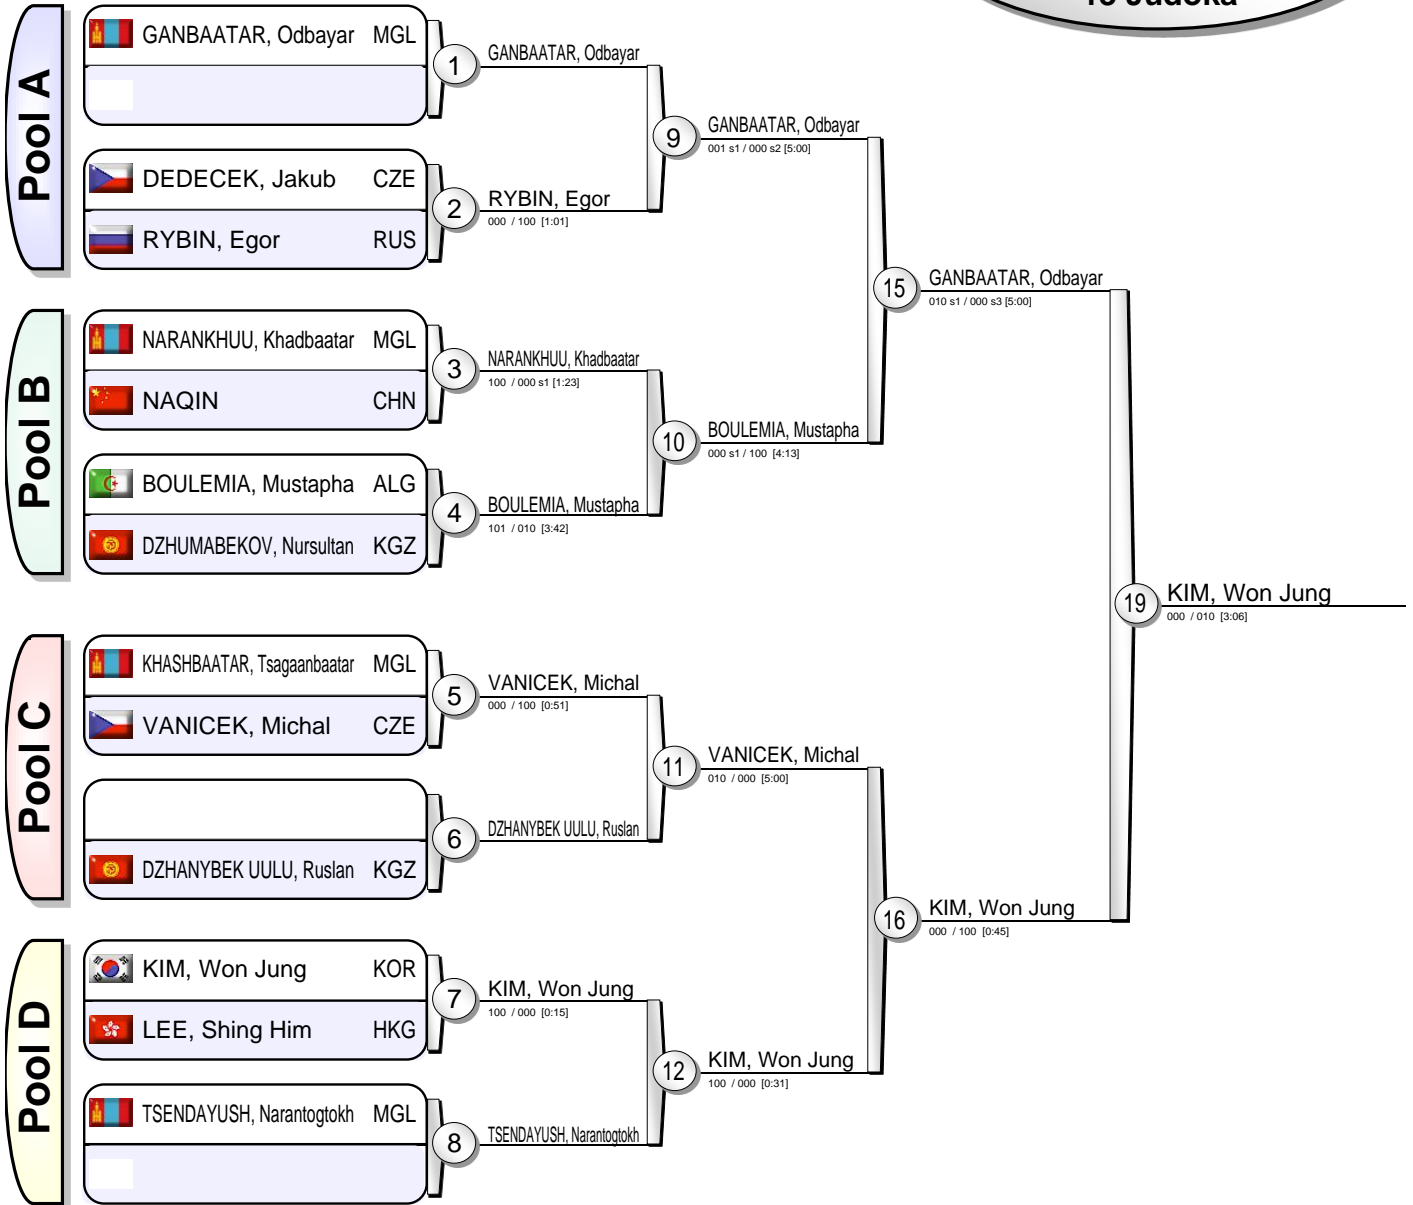 Pool A
GANBAATAR, Odbayar MGL
DEDECEK, Jakub CZE
RYBIN, Egor RUS
Pool B
NARANKHUU, Khadbaatar MGL
NAQIN CHN
BOULEMIA, Mustapha ALG
DZHUMABEKOV, Nursultan KGZ
Pool C
KHASHBAATAR, Tsagaanbaatar MGL
VANICEK, Michal CZE
DZHANYBEK UULU, Ruslan KGZ
Pool D
KIM, Won Jung KOR
LEE, Shing Him HKG
TSENDAYUSH, Narantogtokh MGL
1
GANBAATAR, Odbayar
2
RYBIN, Egor
000 / 100 [1:01]
3
NARANKHUU, Khadbaatar
100 / 000 s1 [1:23]
4
BOULEMIA, Mustapha
101 / 010 [3:42]
5
VANICEK, Michal
000 / 100 [0:51]
6
DZHANYBEK UULU, Ruslan
7
KIM, Won Jung
100 / 000 [0:15]
8
TSENDAYUSH, Narantogtokh
9
GANBAATAR, Odbayar
001 s1 / 000 s2 [5:00]
10
BOULEMIA, Mustapha
000 s1 / 100 [4:13]
11
VANICEK, Michal
010 / 000 [5:00]
12
KIM, Won Jung
100 / 000 [0:31]
15
GANBAATAR, Odbayar
010 s1 / 000 s3 [5:00]
16
KIM, Won Jung
000 / 100 [0:45]
19
KIM, Won Jung
000 / 010 [3:06]